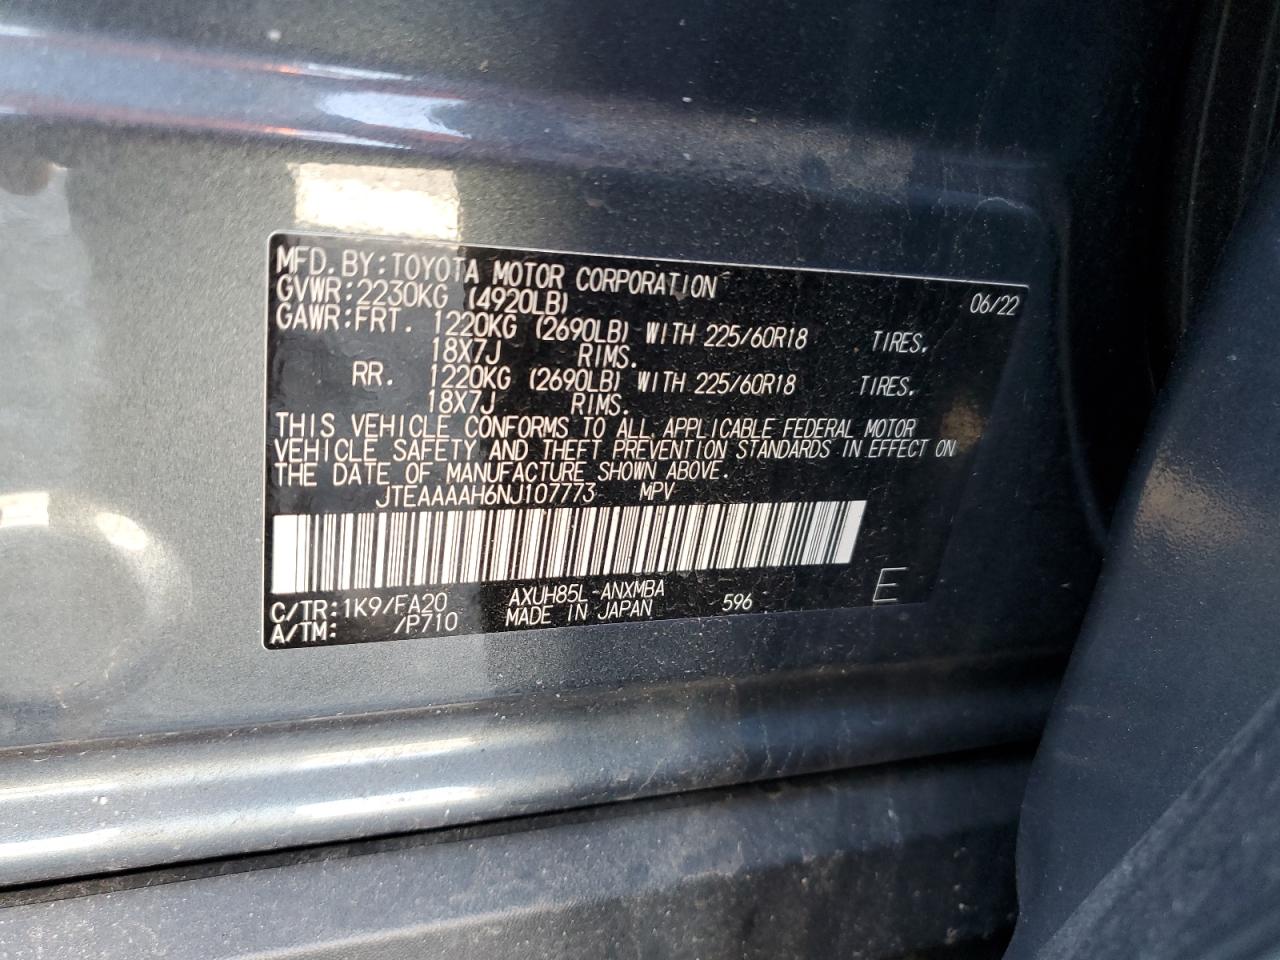 MFD. BY: TOYOTA MOTOR CORPORATION 06/22
GVWR: 2230KG (4920LB)
GAWR: FRT. 1220KG (2690LB) WITH 225/60R18 TIRES.
18X7J RIMS.
RR. 1220KG (2690LB) WITH 225/60R18 TIRES.
18X7J RIMS.
THIS VEHICLE CONFORMS TO ALL APPLICABLE FEDERAL MOTOR
VEHICLE SAFETY AND THEFT PREVENTION STANDARDS IN EFFECT ON
THE DATE OF MANUFACTURE SHOWN ABOVE.
JTEAAAAH6NJ107773 MPV
C/TR: 1K9/FA20 AXUH85L-ANXMBA 596 E
A/TM: /P710 MADE IN JAPAN